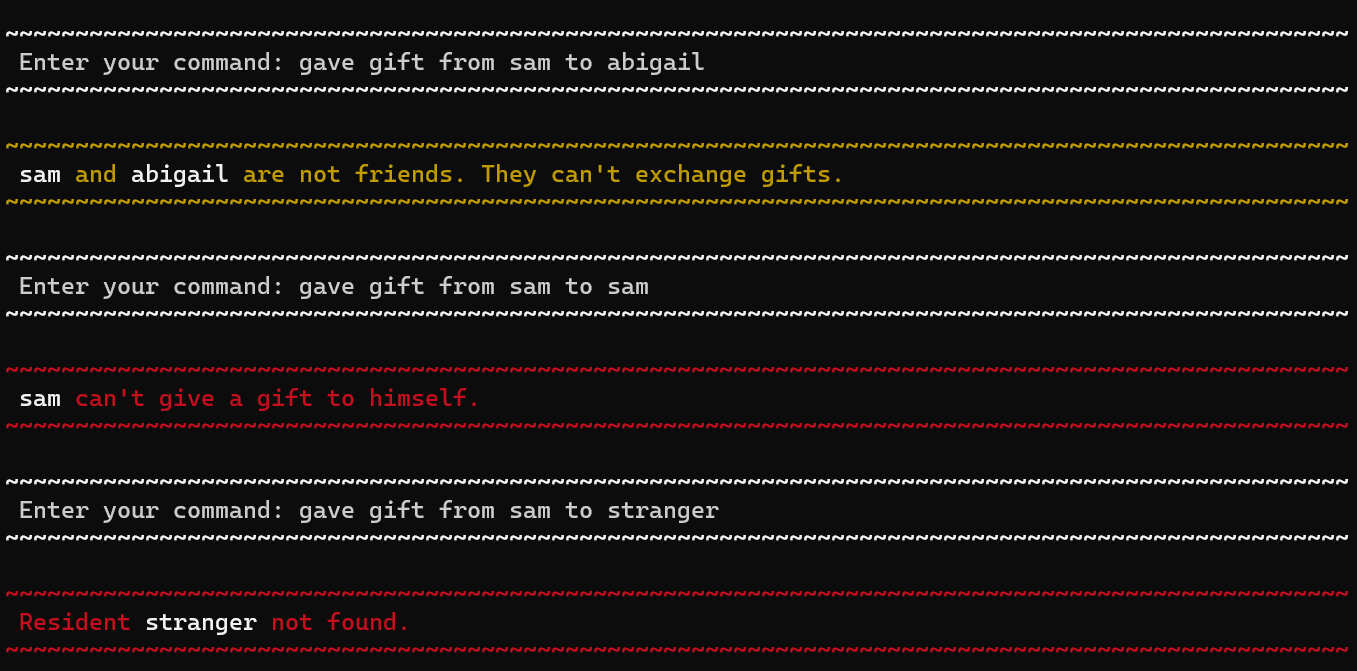 ~~~~~~~~~~~~~~~~~~~~~~~~~~~~~~~~~~~~~~~~~~~~~~~~~~~~~~~~~~~~~~~~~~~~~~~~~~~~~~~~~~~~~~~~~~~~~~~~
Enter your command: gave gift from sam to abigail
~~~~~~~~~~~~~~~~~~~~~~~~~~~~~~~~~~~~~~~~~~~~~~~~~~~~~~~~~~~~~~~~~~~~~~~~~~~~~~~~~~~~~~~~~~~~~~~~
~~~~~~~~~~~~~~~~~~~~~~~~~~~~~~~~~~~~~~~~~~~~~~~~~~~~~~~~~~~~~~~~~~~~~~~~~~~~~~~~~~~~~~~~~~~~~~~~
sam and abigail are not friends. They can't exchange gifts.
~~~~~~~~~~~~~~~~~~~~~~~~~~~~~~~~~~~~~~~~~~~~~~~~~~~~~~~~~~~~~~~~~~~~~~~~~~~~~~~~~~~~~~~~~~~~~~~~
~~~~~~~~~~~~~~~~~~~~~~~~~~~~~~~~~~~~~~~~~~~~~~~~~~~~~~~~~~~~~~~~~~~~~~~~~~~~~~~~~~~~~~~~~~~~~~~~
Enter your command: gave gift from sam to sam
~~~~~~~~~~~~~~~~~~~~~~~~~~~~~~~~~~~~~~~~~~~~~~~~~~~~~~~~~~~~~~~~~~~~~~~~~~~~~~~~~~~~~~~~~~~~~~~~
~~~~~~~~~~~~~~~~~~~~~~~~~~~~~~~~~~~~~~~~~~~~~~~~~~~~~~~~~~~~~~~~~~~~~~~~~~~~~~~~~~~~~~~~~~~~~~~~
sam can't give a gift to himself.
~~~~~~~~~~~~~~~~~~~~~~~~~~~~~~~~~~~~~~~~~~~~~~~~~~~~~~~~~~~~~~~~~~~~~~~~~~~~~~~~~~~~~~~~~~~~~~~~
~~~~~~~~~~~~~~~~~~~~~~~~~~~~~~~~~~~~~~~~~~~~~~~~~~~~~~~~~~~~~~~~~~~~~~~~~~~~~~~~~~~~~~~~~~~~~~~~
Enter your command: gave gift from sam to stranger
~~~~~~~~~~~~~~~~~~~~~~~~~~~~~~~~~~~~~~~~~~~~~~~~~~~~~~~~~~~~~~~~~~~~~~~~~~~~~~~~~~~~~~~~~~~~~~~~
~~~~~~~~~~~~~~~~~~~~~~~~~~~~~~~~~~~~~~~~~~~~~~~~~~~~~~~~~~~~~~~~~~~~~~~~~~~~~~~~~~~~~~~~~~~~~~~~
Resident stranger not found.
~~~~~~~~~~~~~~~~~~~~~~~~~~~~~~~~~~~~~~~~~~~~~~~~~~~~~~~~~~~~~~~~~~~~~~~~~~~~~~~~~~~~~~~~~~~~~~~~